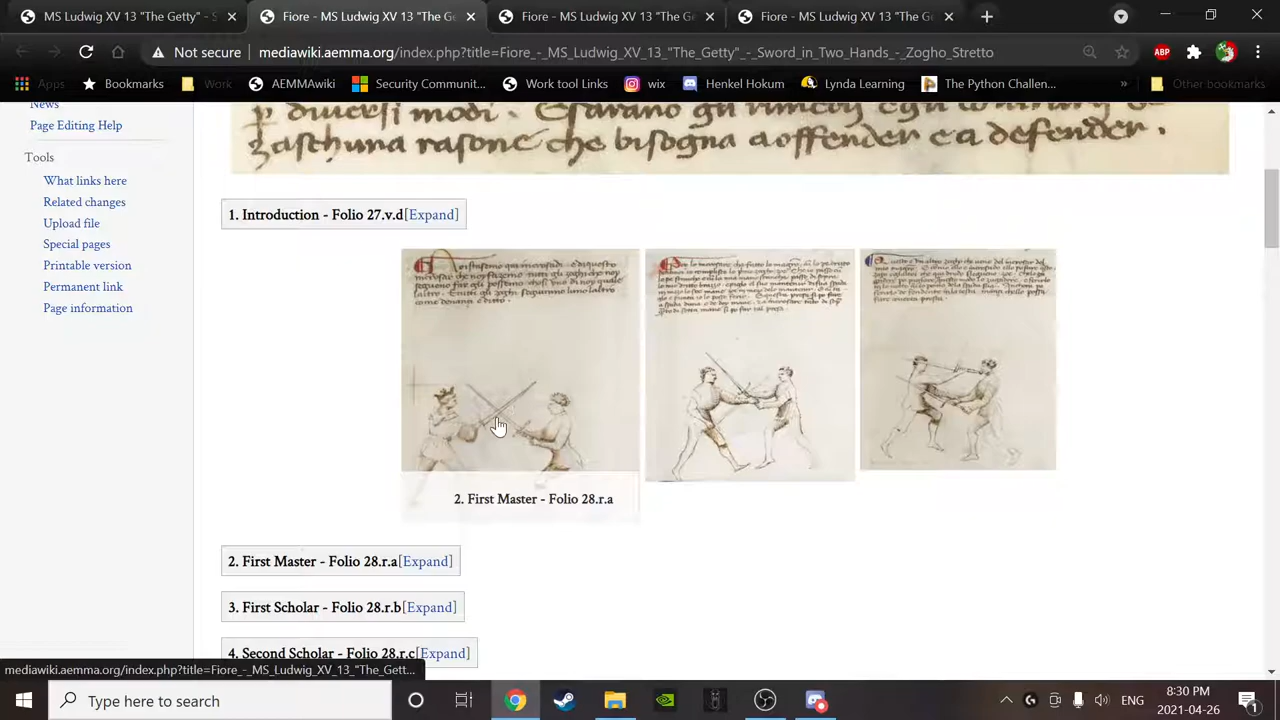 MS Ludwig XV 13 "The Getty" - S
Fiore - MS Ludwig XV 13 "The Ge
Fiore - MS Ludwig XV 13 "The Ge
Fiore - MS Ludwig XV 13 "The Ge
Not secure
mediawiki.aemma.org/index.php?title=Fiore_-_MS_Ludwig_XV_13_"The_Getty"_-_Sword_in_Two_Hands_-_Zogho_Stretto
ABP
Apps
Bookmarks
Work
AEMMAwiki
Security Communit...
Work tool Links
wix
Henkel Hokum
Lynda Learning
The Python Challen...
»
Other bookmarks
News
Page Editing Help
Tools
What links here
Related changes
Upload file
Special pages
Printable version
Permanent link
Page information
zaschuna rasone che bisogna a offender e a defender.
1. Introduction - Folio 27.v.d[Expand]
2. First Master - Folio 28.r.a
2. First Master - Folio 28.r.a[Expand]
3. First Scholar - Folio 28.r.b[Expand]
4. Second Scholar - Folio 28.r.c[Expand]
mediawiki.aemma.org/index.php?title=Fiore_-_MS_Ludwig_XV_13_"The_Gett...
Type here to search
ENG
8:30 PM
2021-04-26
1